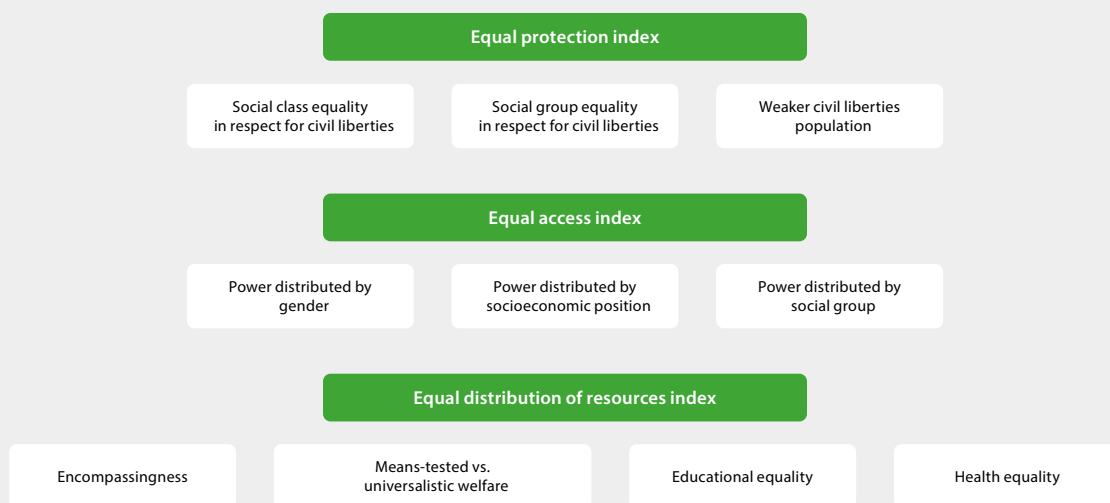 Equal protection index
Social class equality
in respect for civil liberties
Social group equality
in respect for civil liberties
Weaker civil liberties
population
Equal access index
Power distributed by
gender
Power distributed by
socioeconomic position
Power distributed by
social group
Equal distribution of resources index
Encompassingness
Means-tested vs.
universalistic welfare
Educational equality
Health equality